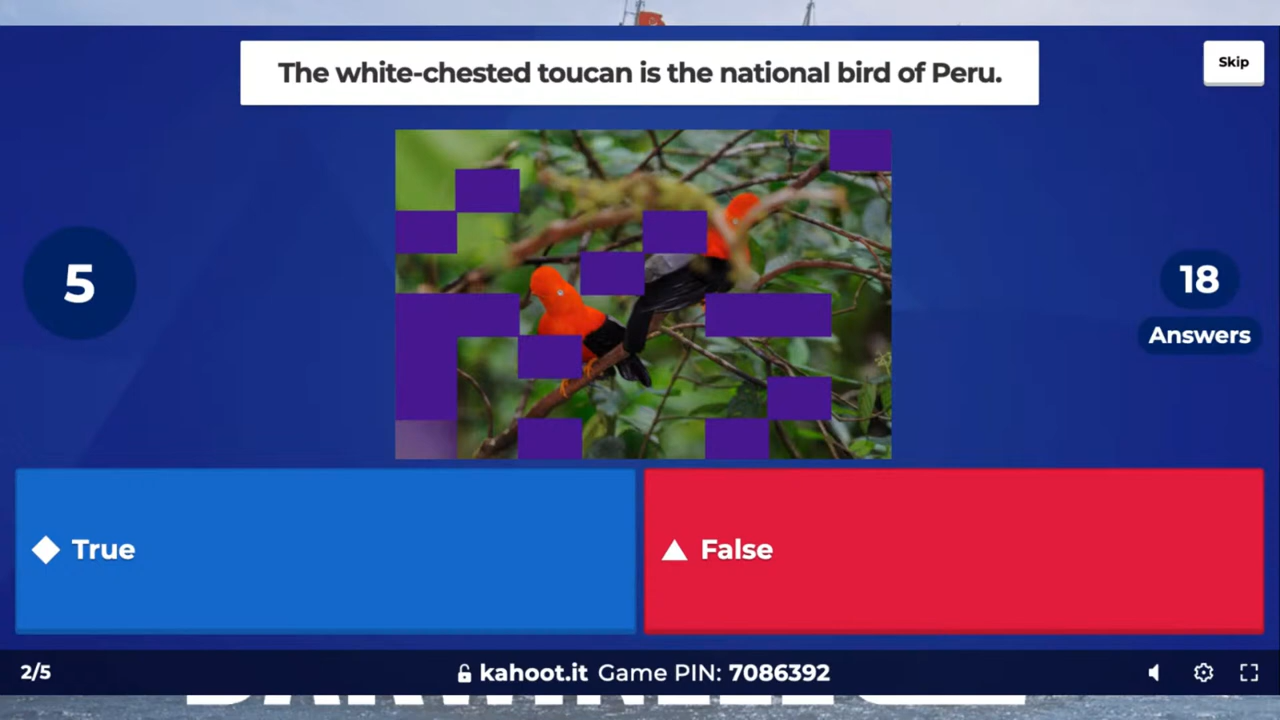 The white-chested toucan is the national bird of Peru.
Skip
5
18
Answers
True
False
2/5
kahoot.it Game PIN: 7086392